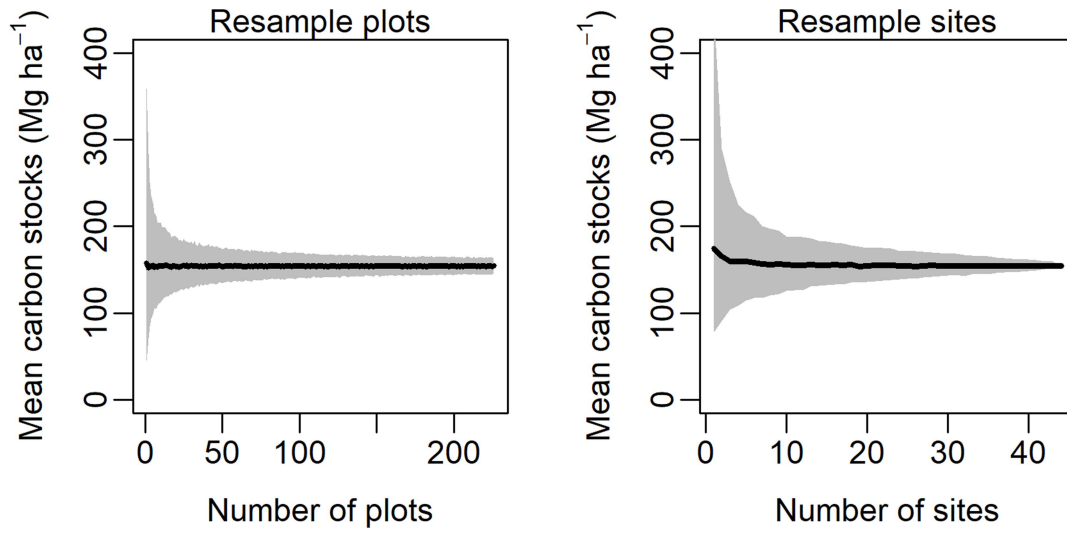 Resample plots
Mean carbon stocks (Mg ha⁻¹)
400
300
200
100
0
0 50 100 200
Number of plots
Resample sites
Mean carbon stocks (Mg ha⁻¹)
400
300
200
100
0
0 10 20 30 40
Number of sites